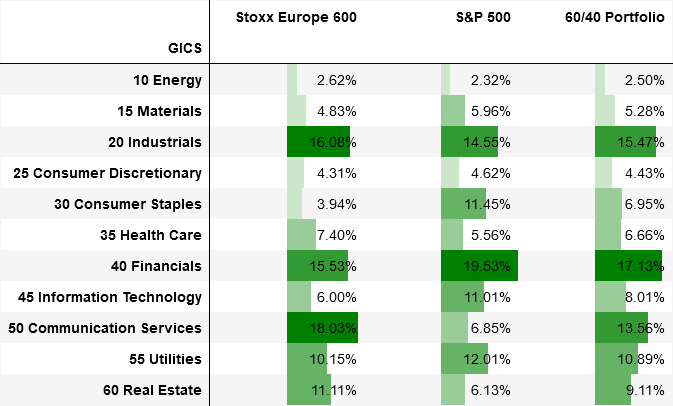 Stoxx Europe 600 S&P 500 60/40 Portfolio
GICS
10 Energy 2.62% 2.32% 2.50%
15 Materials 4.83% 5.96% 5.28%
20 Industrials 16.08% 14.55% 15.47%
25 Consumer Discretionary 4.31% 4.62% 4.43%
30 Consumer Staples 3.94% 11.45% 6.95%
35 Health Care 7.40% 5.56% 6.66%
40 Financials 15.53% 19.53% 17.13%
45 Information Technology 6.00% 11.01% 8.01%
50 Communication Services 18.03% 6.85% 13.56%
55 Utilities 10.15% 12.01% 10.89%
60 Real Estate 11.11% 6.13% 9.11%